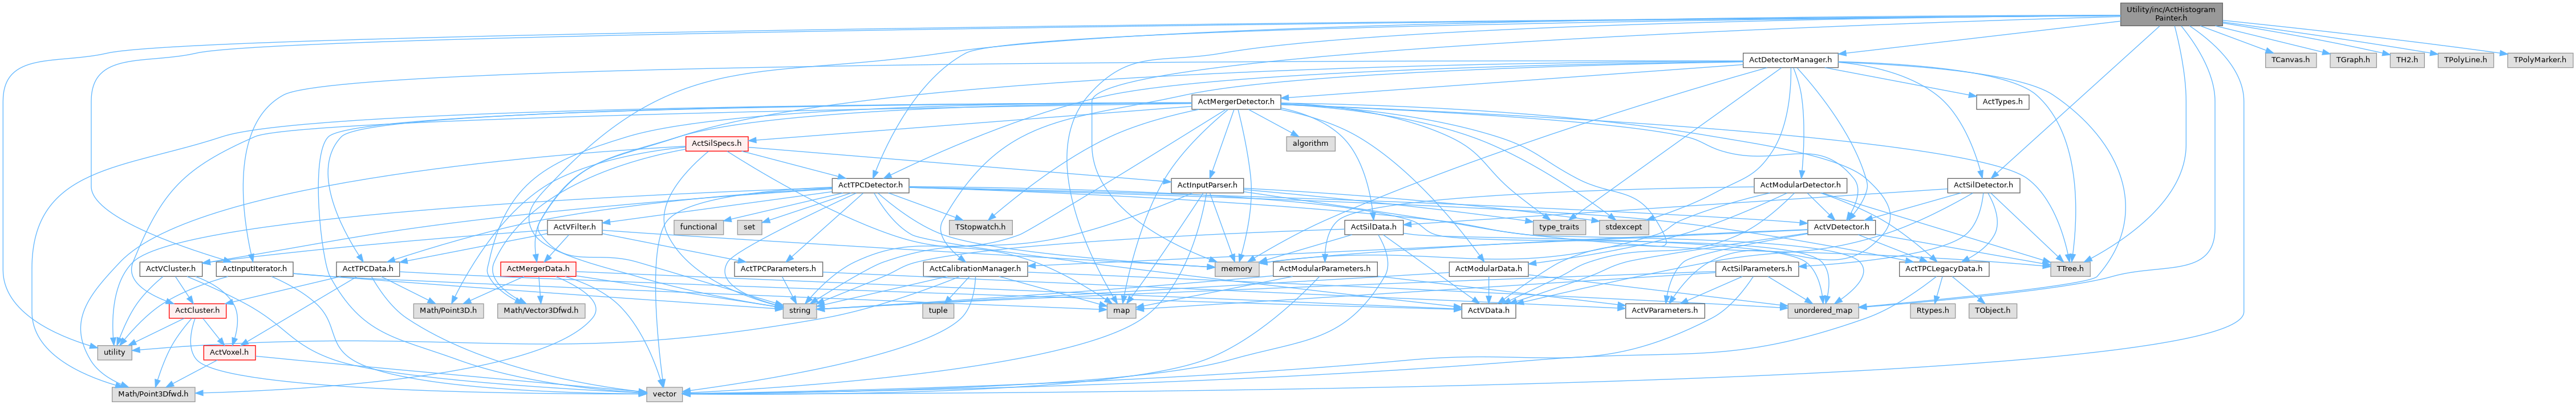 Utility/inc/ActHistogram
Painter.h
ActDetectorManager.h
TCanvas.h
TGraph.h
TH2.h
TPolyLine.h
TPolyMarker.h
ActMergerDetector.h
ActTypes.h
ActSilSpecs.h
algorithm
ActTPCDetector.h
ActInputParser.h
ActModularDetector.h
ActSilDetector.h
functional
set
ActVFilter.h
TStopwatch.h
type_traits
stdexcept
ActSilData.h
ActVDetector.h
ActVCluster.h
ActInputIterator.h
ActTPCData.h
ActMergerData.h
ActTPCParameters.h
ActCalibrationManager.h
memory
ActModularParameters.h
ActModularData.h
ActSilParameters.h
ActTPCLegacyData.h
TTree.h
ActCluster.h
Math/Point3D.h
Math/Vector3Dfwd.h
string
tuple
map
ActVData.h
ActVParameters.h
unordered_map
Rtypes.h
TObject.h
utility
ActVoxel.h
Math/Point3Dfwd.h
vector